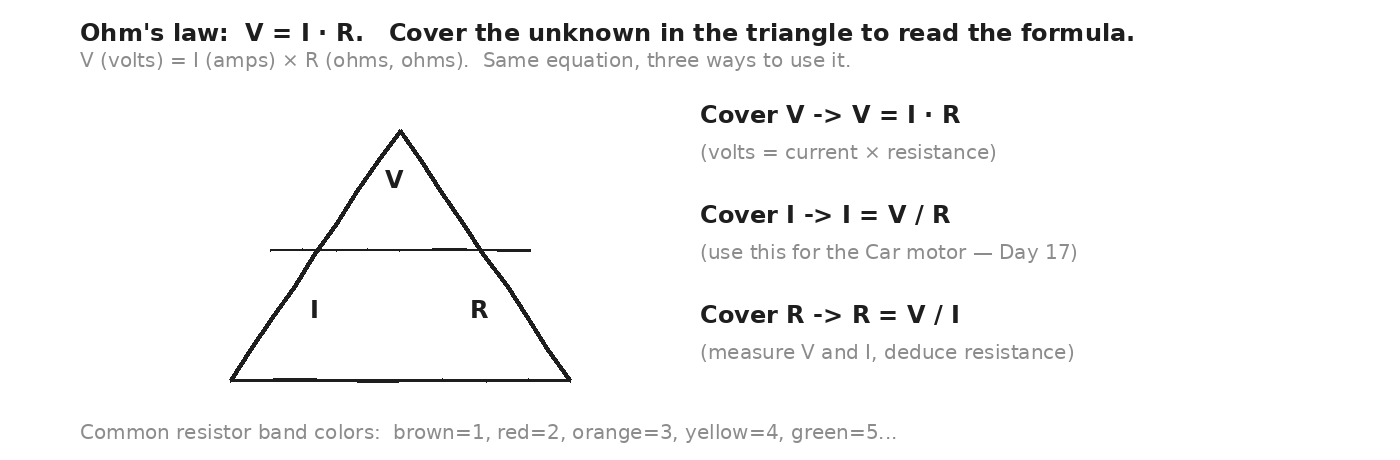 Ohm's law:  V = I · R.   Cover the unknown in the triangle to read the formula.
V (volts) = I (amps) × R (ohms, ohms).  Same equation, three ways to use it.
V
I
R
Cover V -> V = I · R
(volts = current × resistance)
Cover I -> I = V / R
(use this for the Car motor — Day 17)
Cover R -> R = V / I
(measure V and I, deduce resistance)
Common resistor band colors:  brown=1, red=2, orange=3, yellow=4, green=5...